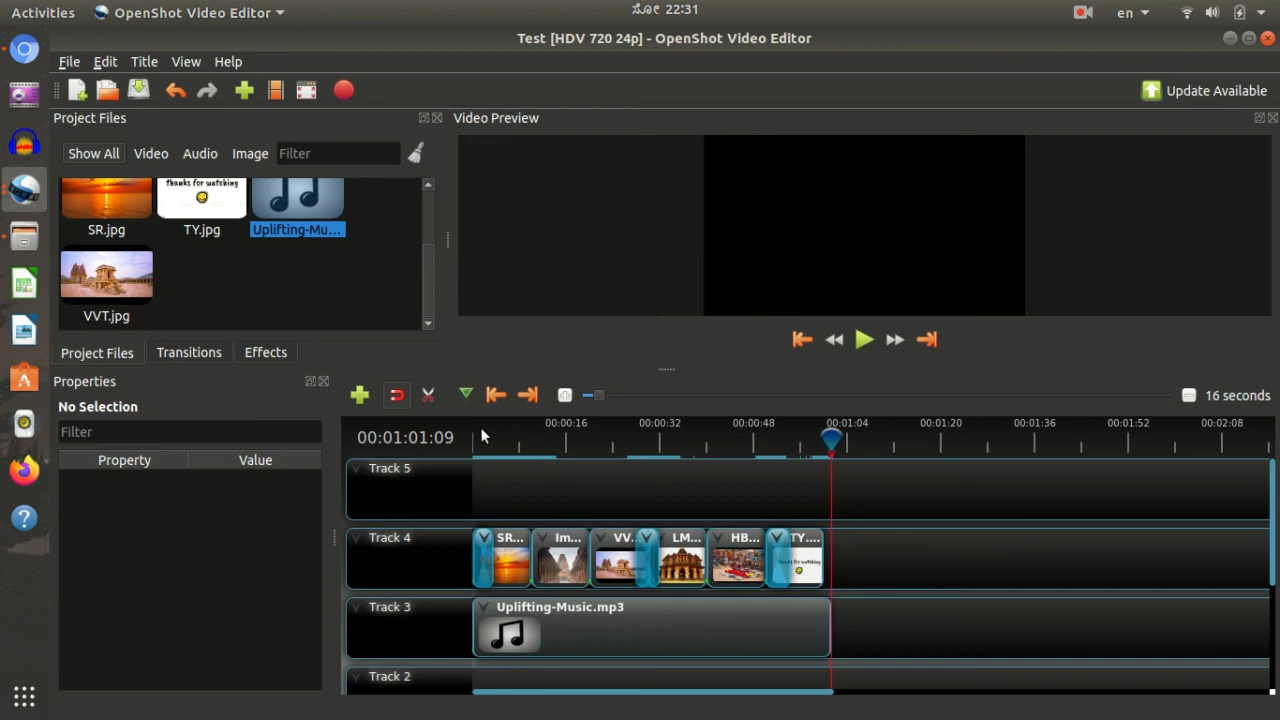 Activities OpenShot Video Editor ಸೋಮ 22:31 en
Test [HDV 720 24p] - OpenShot Video Editor
File Edit Title View Help
Update Available
Project Files Video Preview
Show All Video Audio Image Filter
thanks for watching
SR.jpg TY.jpg Uplifting-Mu...
VVT.jpg
Project Files Transitions Effects
Properties
No Selection
16 seconds
Filter
00:01:01:09
00:00:16 00:00:32 00:00:48 00:01:04 00:01:20 00:01:36 00:01:52 00:02:08
Property Value
Track 5
Track 4
SR... Im... VV. LM... HB... TY....
Track 3
Uplifting-Music.mp3
Track 2